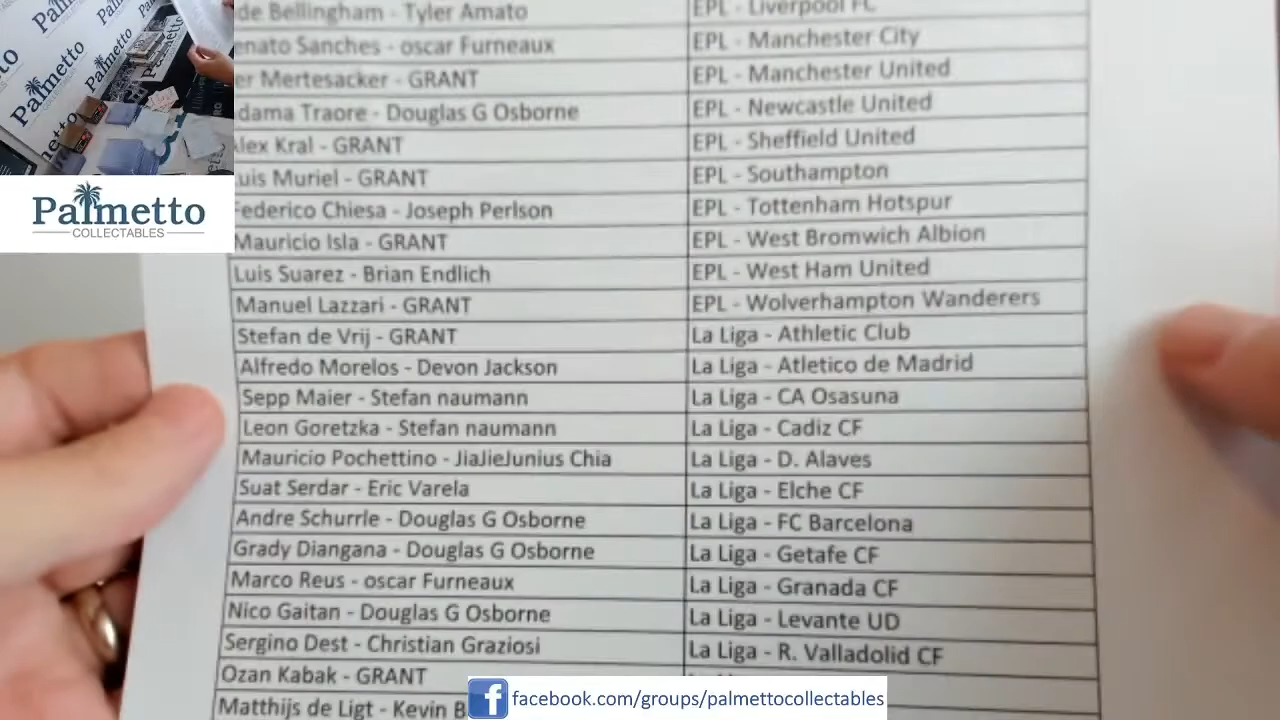 de Bellingham - Tyler Amato EPL - Liverpool FC
enato Sanches - oscar Furneaux EPL - Manchester City
er Mertesacker - GRANT EPL - Manchester United
dama Traore - Douglas G Osborne EPL - Newcastle United
lex Kral - GRANT EPL - Sheffield United
uis Muriel - GRANT EPL - Southampton
Federico Chiesa - Joseph Perlson EPL - Tottenham Hotspur
Mauricio Isla - GRANT EPL - West Bromwich Albion
Luis Suarez - Brian Endlich EPL - West Ham United
Manuel Lazzari - GRANT EPL - Wolverhampton Wanderers
Stefan de Vrij - GRANT La Liga - Athletic Club
Alfredo Morelos - Devon Jackson La Liga - Atletico de Madrid
Sepp Maier - Stefan naumann La Liga - CA Osasuna
Leon Goretzka - Stefan naumann La Liga - Cadiz CF
Mauricio Pochettino - JiaJieJunius Chia La Liga - D. Alaves
Suat Serdar - Eric Varela La Liga - Elche CF
Andre Schurrle - Douglas G Osborne La Liga - FC Barcelona
Grady Diangana - Douglas G Osborne La Liga - Getafe CF
Marco Reus - oscar Furneaux La Liga - Granada CF
Nico Gaitan - Douglas G Osborne La Liga - Levante UD
Sergino Dest - Christian Graziosi La Liga - R. Valladolid CF
Ozan Kabak - GRANT
Matthijs de Ligt - Kevin B
Palmetto
Palmetto
Palmetto
Palmetto
Palmetto
COLLECTABLES
facebook.com/groups/palmettocollectables